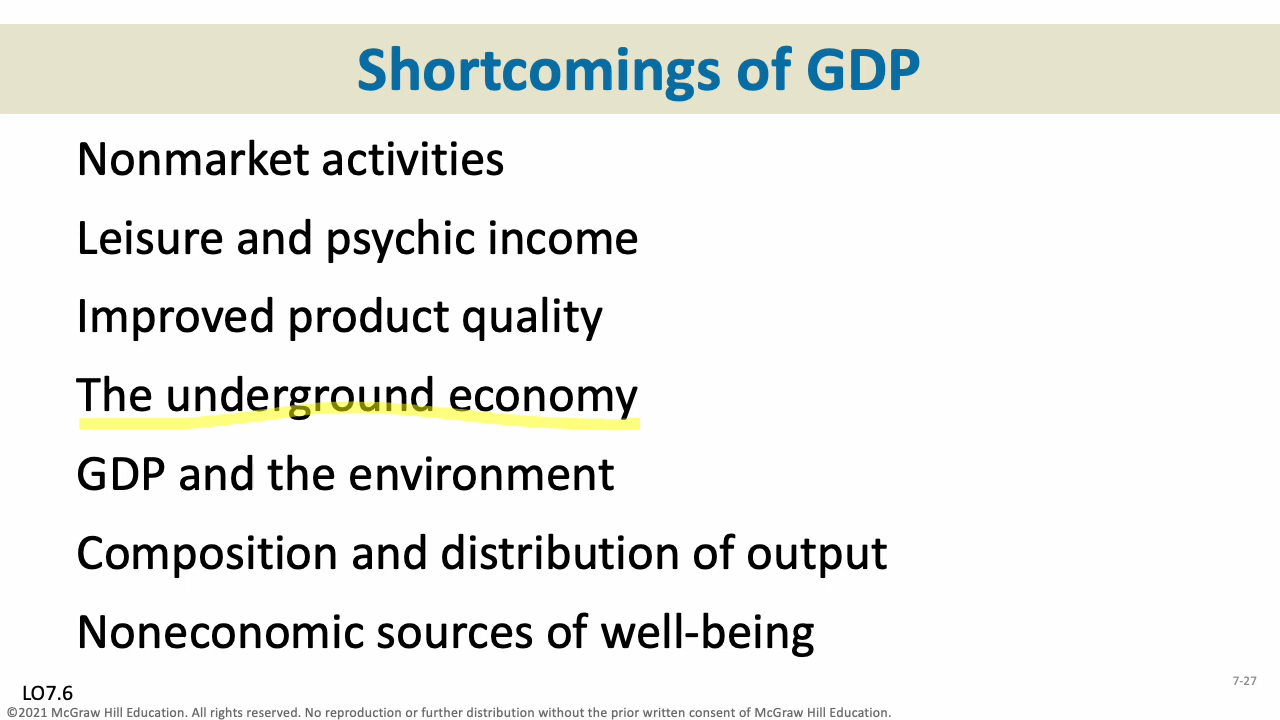 Shortcomings of GDP
Nonmarket activities
Leisure and psychic income
Improved product quality
The underground economy
GDP and the environment
Composition and distribution of output
Noneconomic sources of well-being
7-27
LO7.6
©2021 McGraw Hill Education. All rights reserved. No reproduction or further distribution without the prior written consent of McGraw Hill Education.